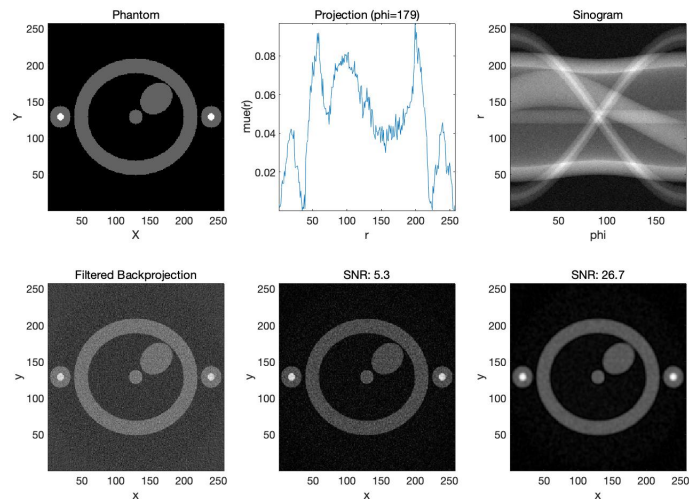 Phantom
250
200
150
100
50
Y
50 100 150 200 250
X
Projection (phi=179)
0.08
0.06
0.04
0.02
mue(r)
50 100 150 200 250
r
Sinogram
250
200
150
100
50
r
50 100 150
phi
Filtered Backprojection
250
200
150
100
50
y
50 100 150 200 250
x
SNR: 5.3
250
200
150
100
50
y
50 100 150 200 250
x
SNR: 26.7
250
200
150
100
50
y
50 100 150 200 250
x